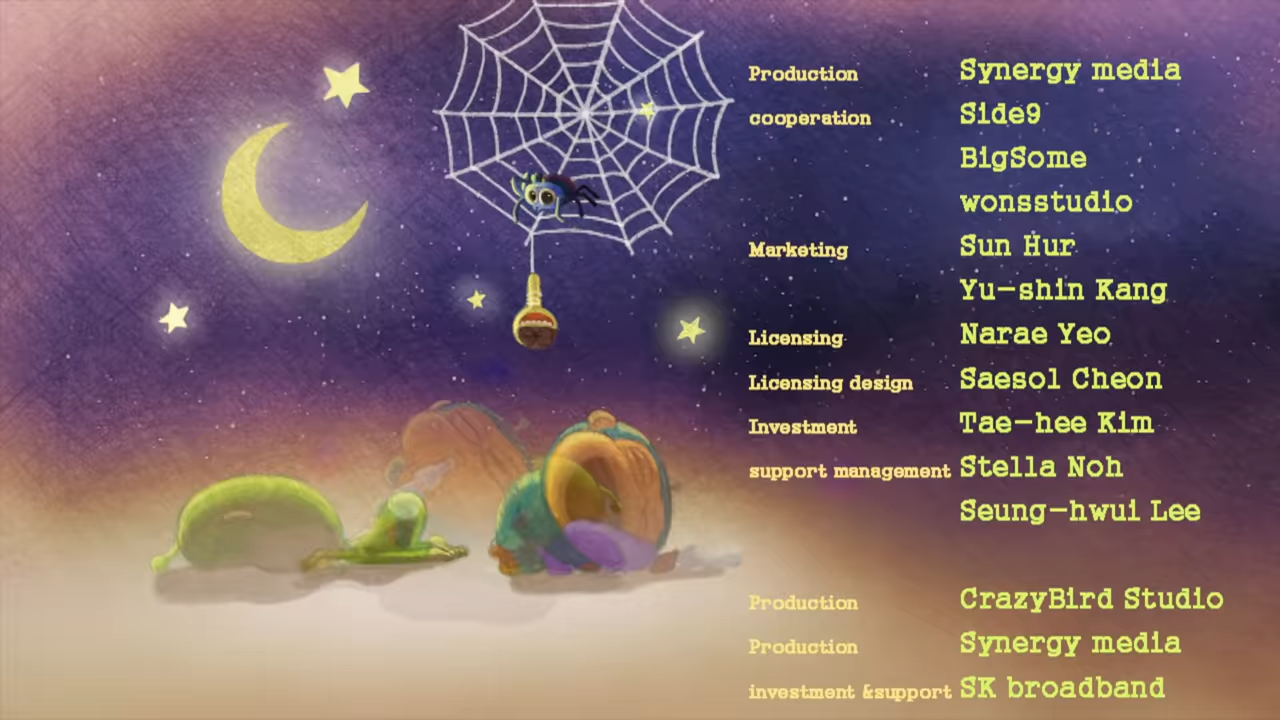 Production Synergy media
cooperation Side9
BigSome
wonsstudio
Marketing Sun Hur
Yu-shin Kang
Licensing Narae Yeo
Licensing design Saesol Cheon
Investment Tae-hee Kim
support management Stella Noh
Seung-hwui Lee
Production CrazyBird Studio
Production Synergy media
investment &support SK broadband